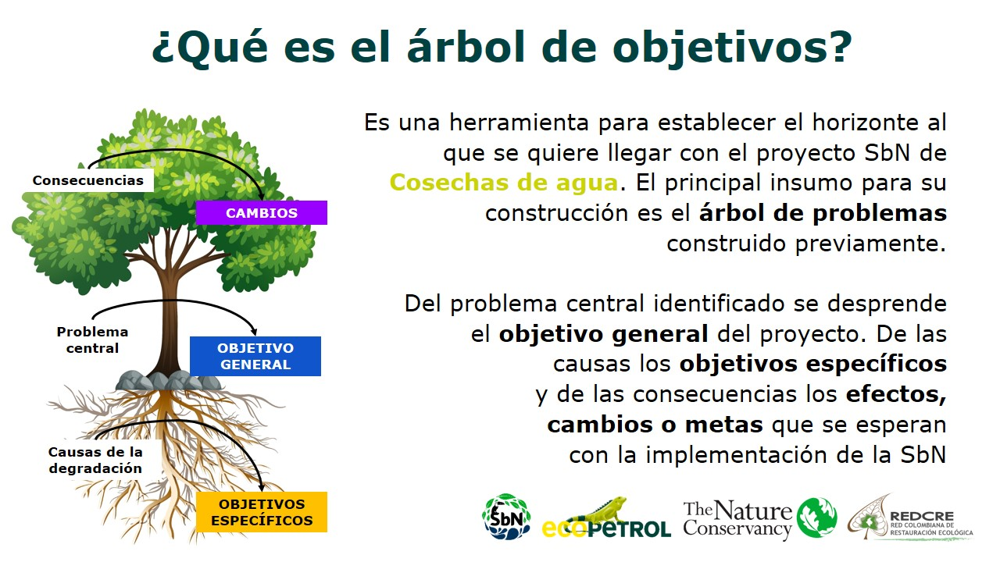 ¿Qué es el árbol de objetivos?
Consecuencias
CAMBIOS
Problema
central
OBJETIVO
GENERAL
Causas de la
degradación
OBJETIVOS
ESPECÍFICOS
Es una herramienta para establecer el horizonte al
que se quiere llegar con el proyecto SbN de
Cosechas de agua. El principal insumo para su
construcción es el árbol de problemas
construido previamente.
Del problema central identificado se desprende
el objetivo general del proyecto. De las
causas los objetivos específicos
y de las consecuencias los efectos,
cambios o metas que se esperan
con la implementación de la SbN
SbN
ecoPETROL
The Nature
Conservancy
REDCRE
RED COLOMBIANA DE
RESTAURACIÓN ECOLÓGICA